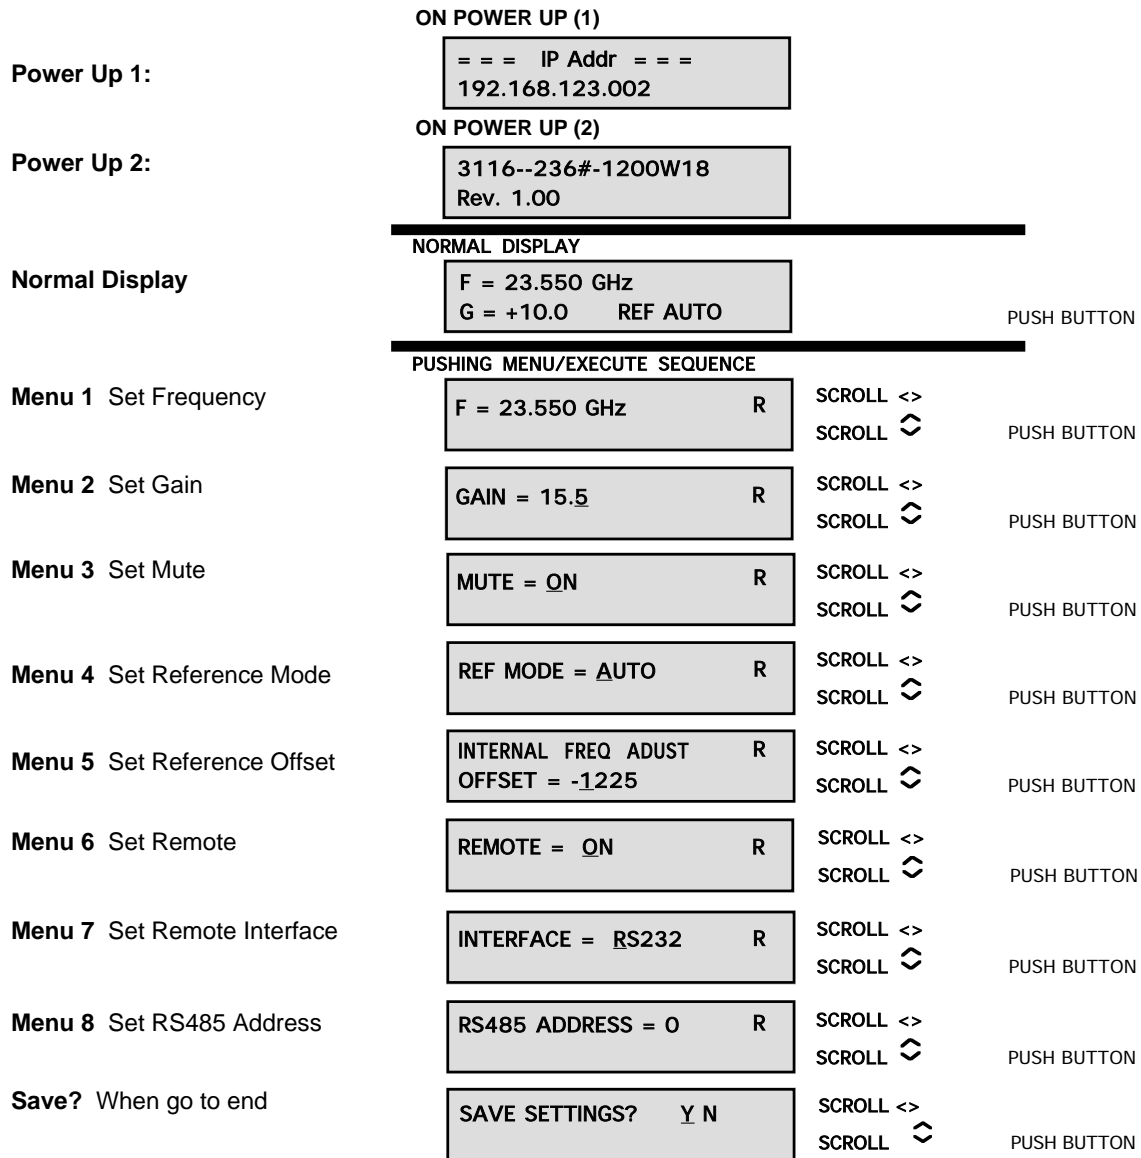 ON POWER UP (1)
Power Up 1:
= = = IP Addr = = =
192.168.123.002
ON POWER UP (2)
Power Up 2:
3116--236#-1200W18
Rev. 1.00
NORMAL DISPLAY
Normal Display
F = 23.550 GHz
G = +10.0 REF AUTO
PUSH BUTTON
PUSHING MENU/EXECUTE SEQUENCE
Menu 1 Set Frequency
F = 23.550 GHz R
SCROLL <>
SCROLL
PUSH BUTTON
Menu 2 Set Gain
GAIN = 15.5 R
SCROLL <>
SCROLL
PUSH BUTTON
Menu 3 Set Mute
MUTE = ON R
SCROLL <>
SCROLL
PUSH BUTTON
Menu 4 Set Reference Mode
REF MODE = AUTO R
SCROLL <>
SCROLL
PUSH BUTTON
Menu 5 Set Reference Offset
INTERNAL FREQ ADUST R
OFFSET = -1225
SCROLL <>
SCROLL
PUSH BUTTON
Menu 6 Set Remote
REMOTE = ON R
SCROLL <>
SCROLL
PUSH BUTTON
Menu 7 Set Remote Interface
INTERFACE = RS232 R
SCROLL <>
SCROLL
PUSH BUTTON
Menu 8 Set RS485 Address
RS485 ADDRESS = 0 R
SCROLL <>
SCROLL
PUSH BUTTON
Save? When go to end
SAVE SETTINGS? Y N
SCROLL <>
SCROLL
PUSH BUTTON